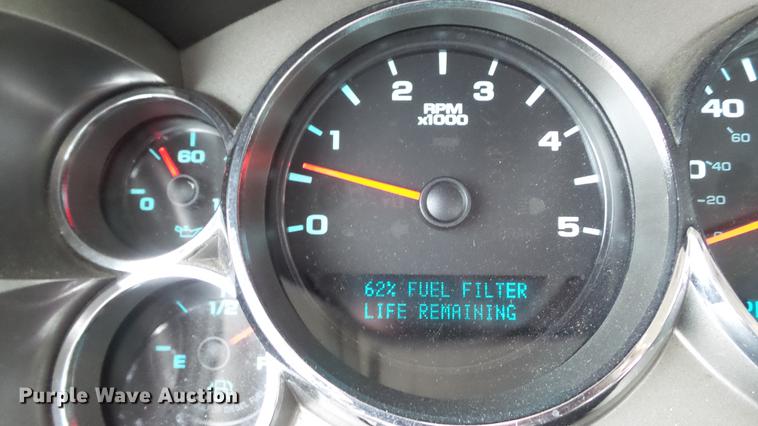 2 3
RPM
x1000
1 4
0 5
62% FUEL FILTER
LIFE REMAINING
60
0
1/2
E
40
60
40
20
Purple Wave Auction